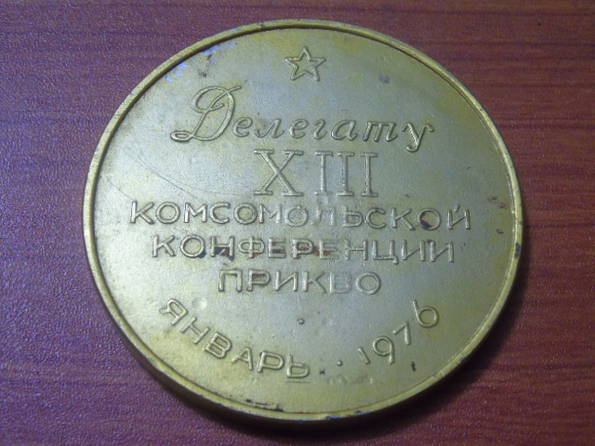 Делегату
XIII
КОМСОМОЛЬСКОЙ
КОНФЕРЕНЦИИ
ПРИКВО
ЯНВАРЬ · 1976